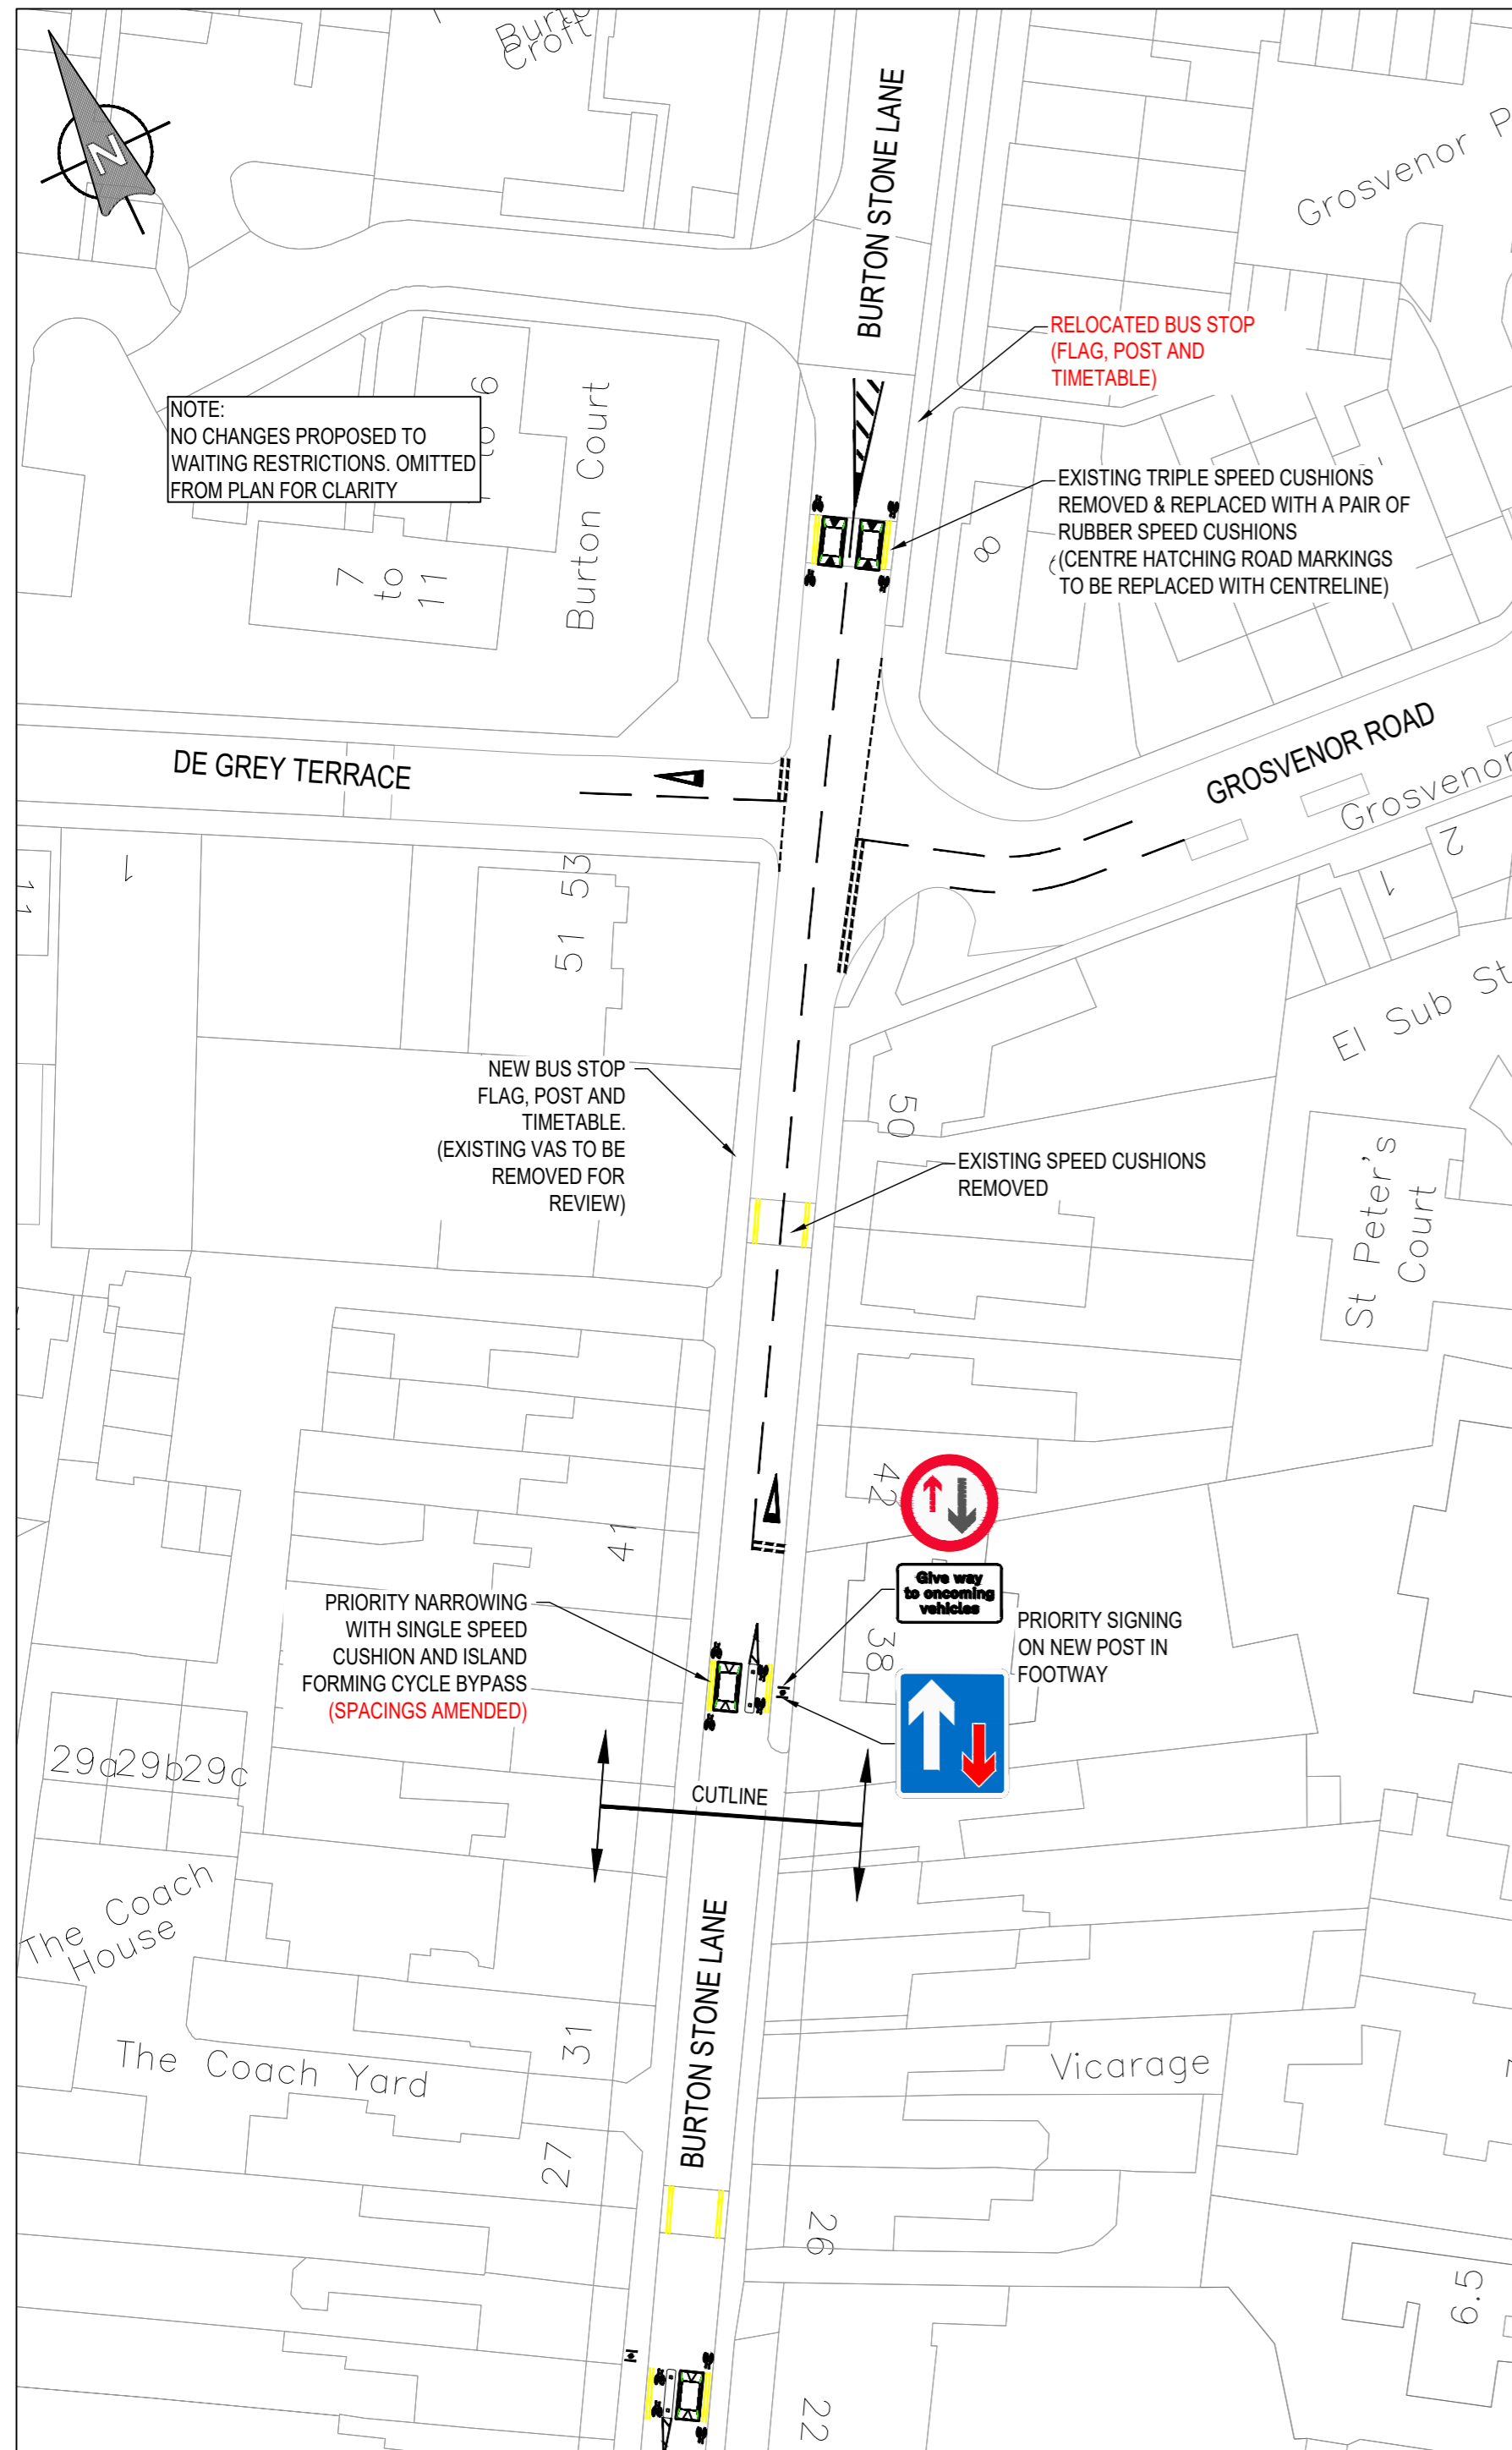 Croft
N
BURTON STONE LANE
Grosvenor
RELOCATED BUS STOP
(FLAG, POST AND
TIMETABLE)
NOTE:
NO CHANGES PROPOSED TO
WAITING RESTRICTIONS. OMITTED
FROM PLAN FOR CLARITY
to 6
Burton Court
7
to
11
EXISTING TRIPLE SPEED CUSHIONS
REMOVED & REPLACED WITH A PAIR OF
RUBBER SPEED CUSHIONS
(CENTRE HATCHING ROAD MARKINGS
TO BE REPLACED WITH CENTRELINE)
8
DE GREY TERRACE
GROSVENOR ROAD
Grosvenor
1
11
51 53
2
1
El Sub St
NEW BUS STOP
FLAG, POST AND
TIMETABLE.
(EXISTING VAS TO BE
REMOVED FOR
REVIEW)
50
EXISTING SPEED CUSHIONS
REMOVED
St Peter's
Court
42
41
Give way
to oncoming
vehicles
PRIORITY NARROWING
WITH SINGLE SPEED
CUSHION AND ISLAND
FORMING CYCLE BYPASS
(SPACINGS AMENDED)
38
PRIORITY SIGNING
ON NEW POST IN
FOOTWAY
29a 29b 29c
CUTLINE
The Coach
House
BURTON STONE LANE
31
The Coach Yard
Vicarage
27
26
6.5
22